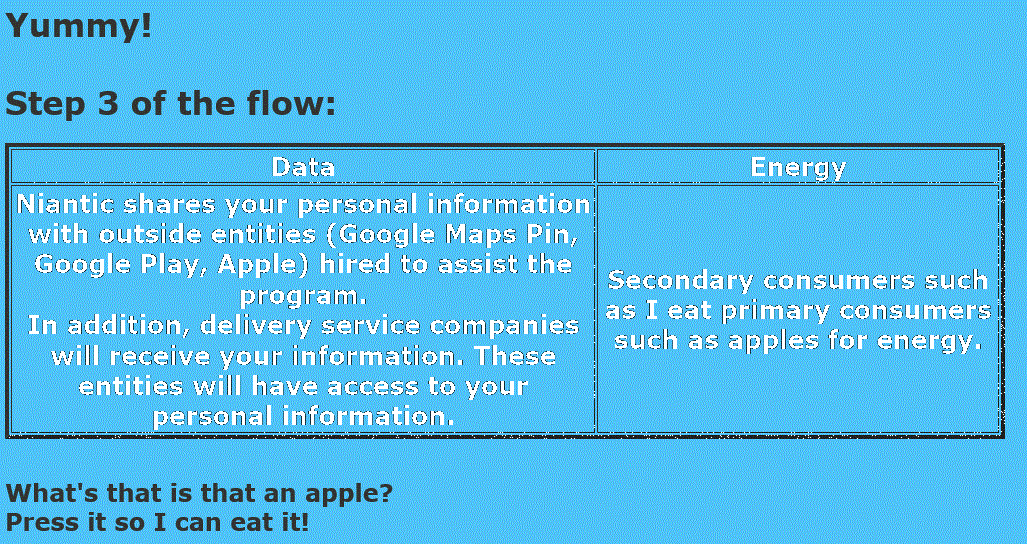 Yummy!
Step 3 of the flow:
Data
Energy
Niantic shares your personal information
with outside entities (Google Maps Pin,
Google Play, Apple) hired to assist the
program.
In addition, delivery service companies
will receive your information. These
entities will have access to your
personal information.
Secondary consumers such
as I eat primary consumers
such as apples for energy.
What's that is that an apple?
Press it so I can eat it!